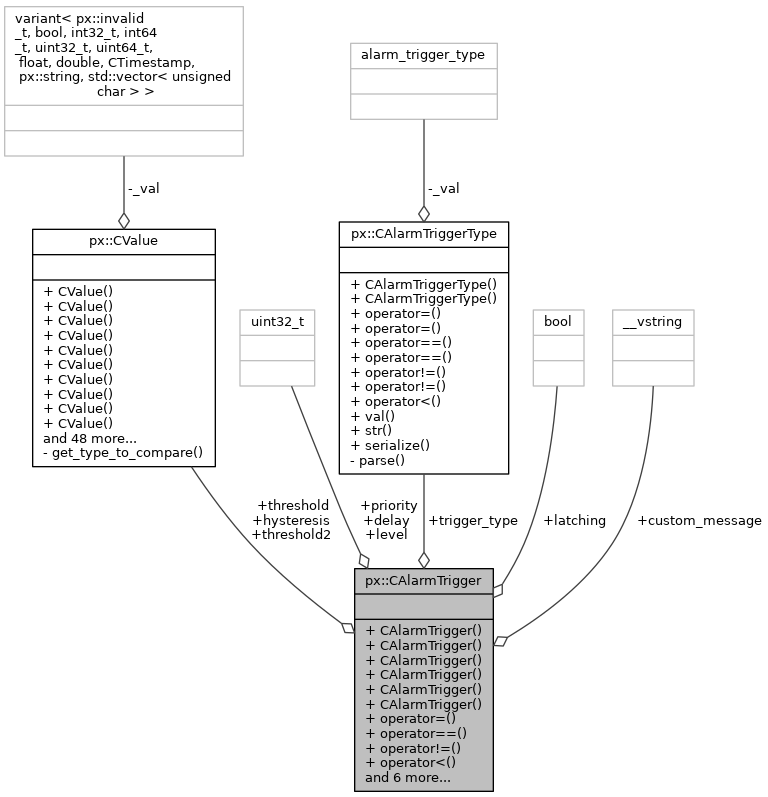 variant< px::invalid
_t, bool, int32_t, int64
_t, uint32_t, uint64_t,
float, double, CTimestamp,
px::string, std::vector< unsigned
char > >
alarm_trigger_type
-_val
-_val
px::CValue
+ CValue()
+ CValue()
+ CValue()
+ CValue()
+ CValue()
+ CValue()
+ CValue()
+ CValue()
+ CValue()
+ CValue()
and 48 more...
- get_type_to_compare()
uint32_t
px::CAlarmTriggerType
+ CAlarmTriggerType()
+ CAlarmTriggerType()
+ operator=()
+ operator=()
+ operator==()
+ operator==()
+ operator!=()
+ operator!=()
+ operator<()
+ val()
+ str()
+ serialize()
- parse()
bool
__vstring
+threshold
+hysteresis
+threshold2
+priority
+delay
+level
+trigger_type
+latching
+custom_message
px::CAlarmTrigger
+ CAlarmTrigger()
+ CAlarmTrigger()
+ CAlarmTrigger()
+ CAlarmTrigger()
+ CAlarmTrigger()
+ CAlarmTrigger()
+ operator=()
+ operator==()
+ operator!=()
+ operator<()
and 6 more...